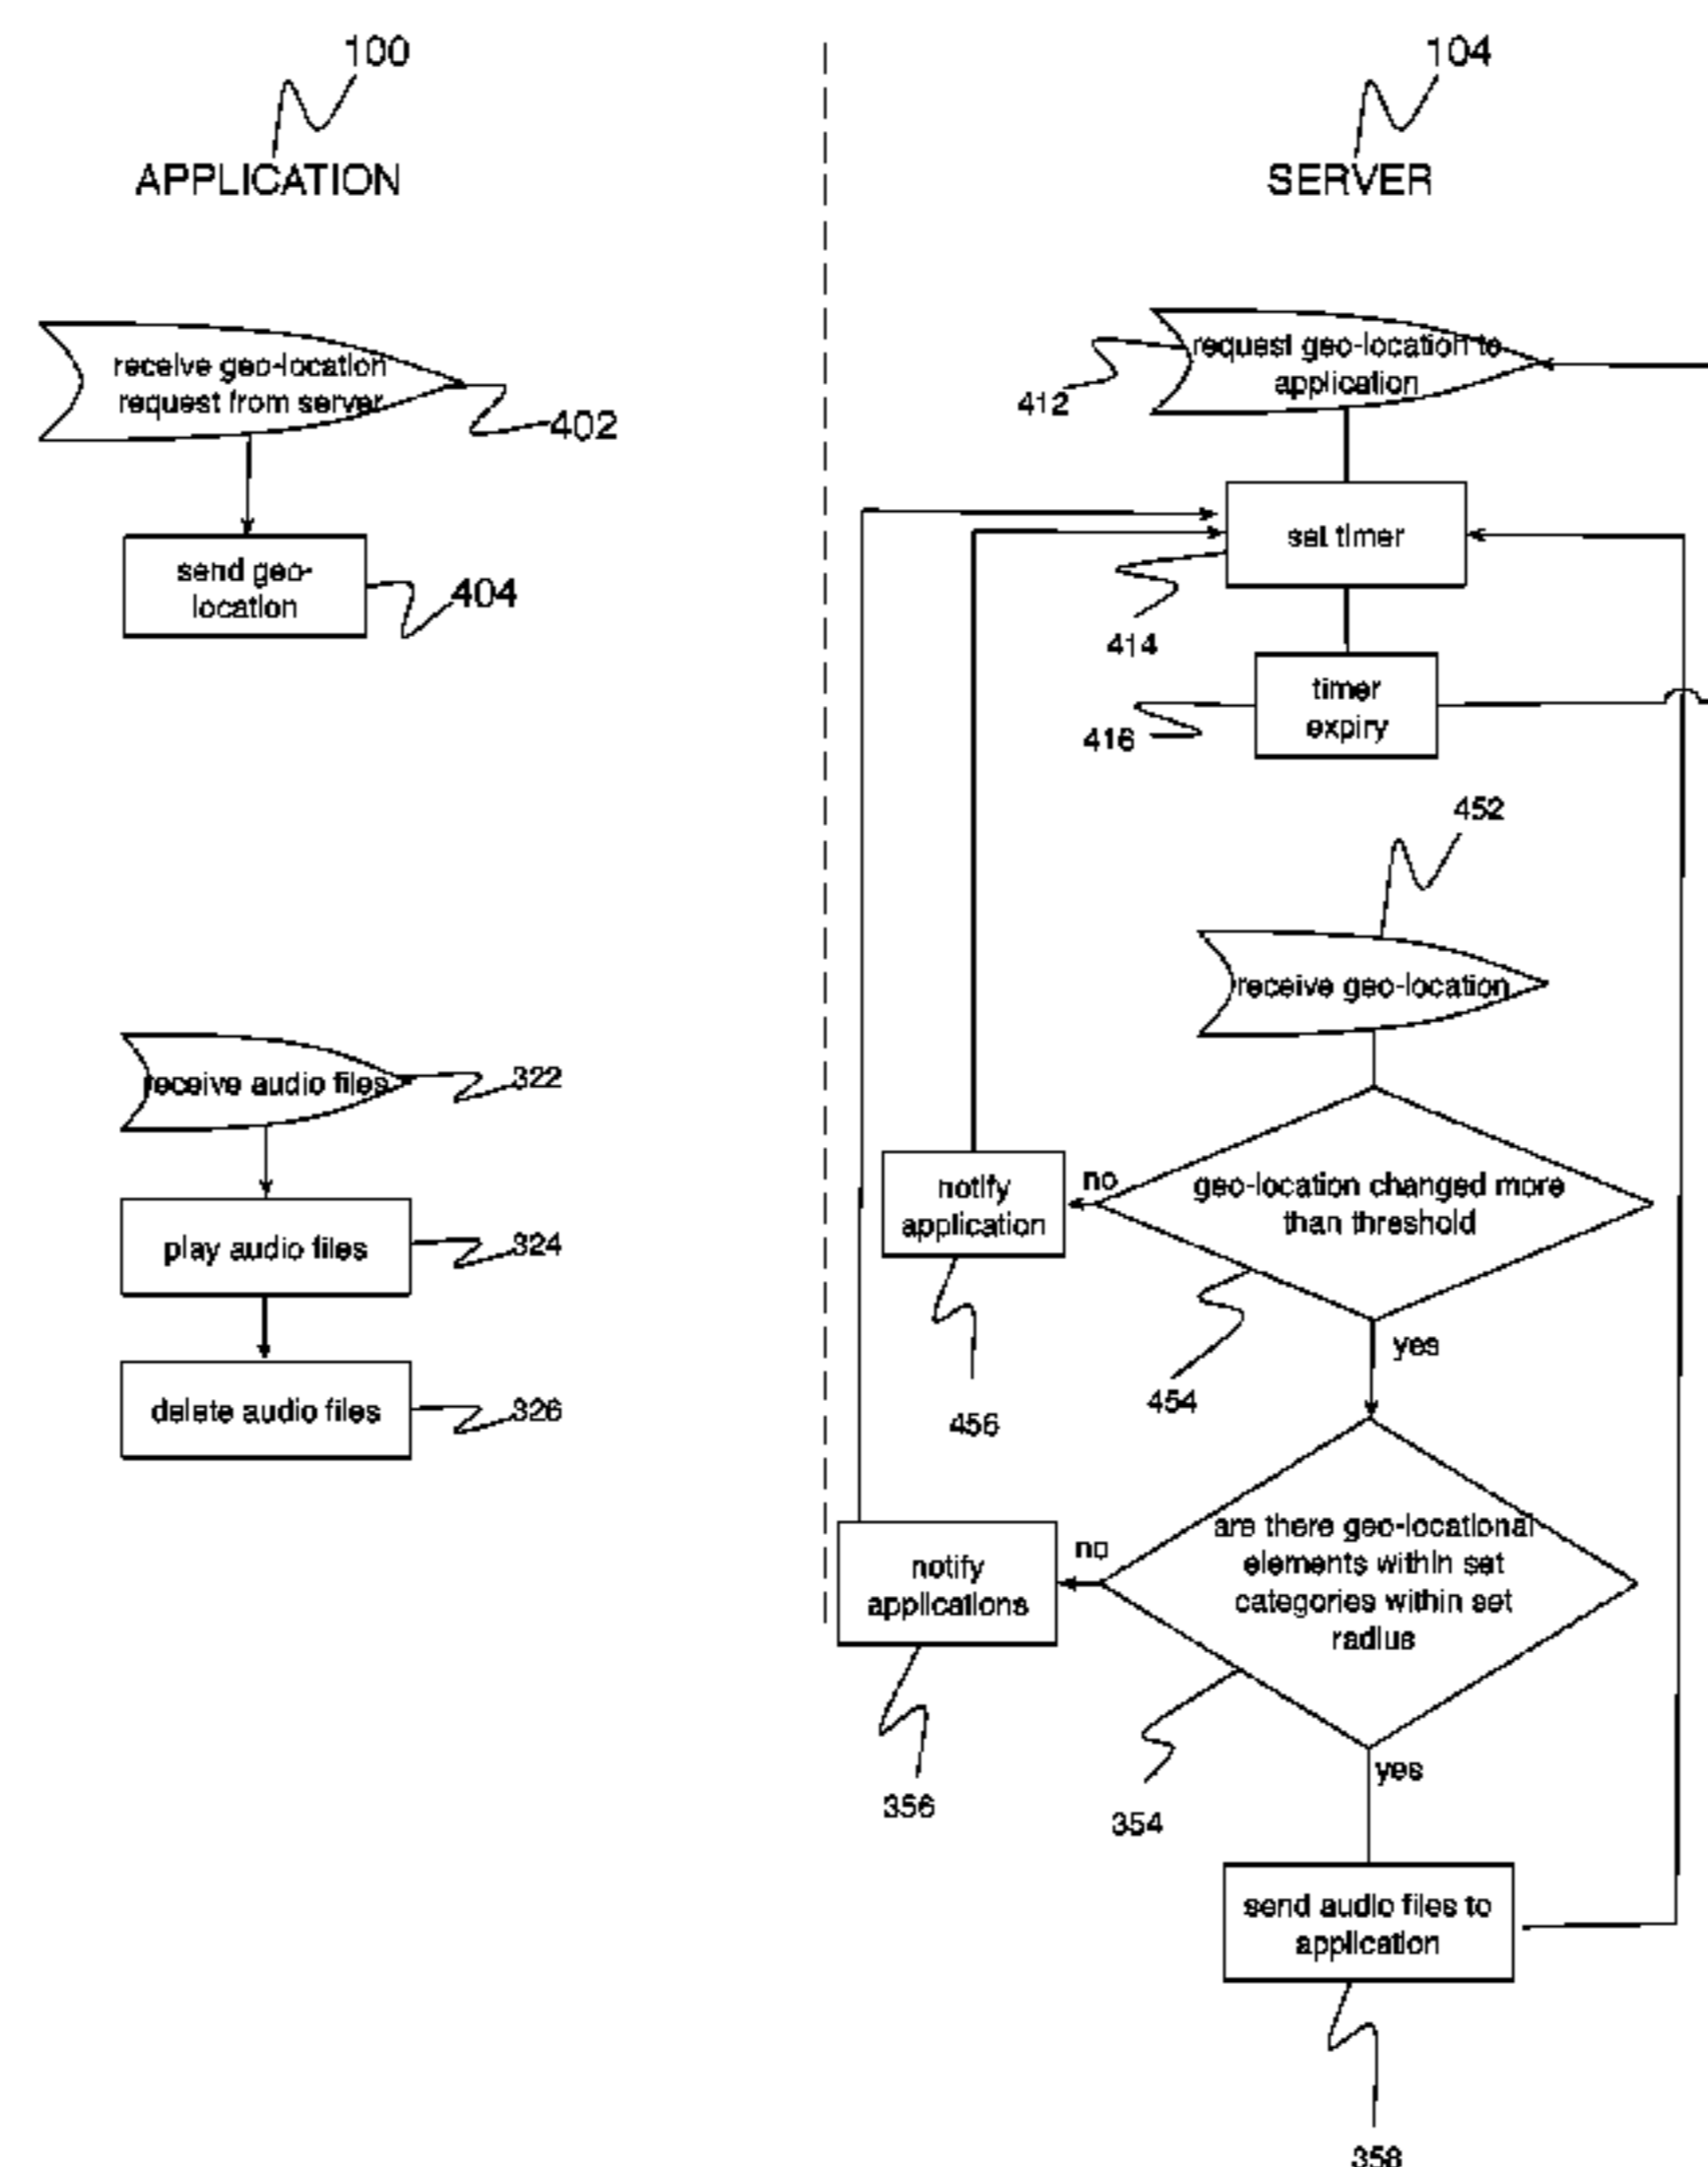 100
APPLICATION
receive geo-location
request from server
402
send geo-
location
404
receive audio files
322
play audio files
324
delete audio files
326
104
SERVER
request geo-location to
application
412
set timer
414
timer
expiry
416
452
receive geo-location
geo-location changed more
than threshold
no
notify
application
yes
454
456
are there geo-locational
elements within set
categories within set
radius
no
notify
applications
yes
356
354
send audio files to
application
358